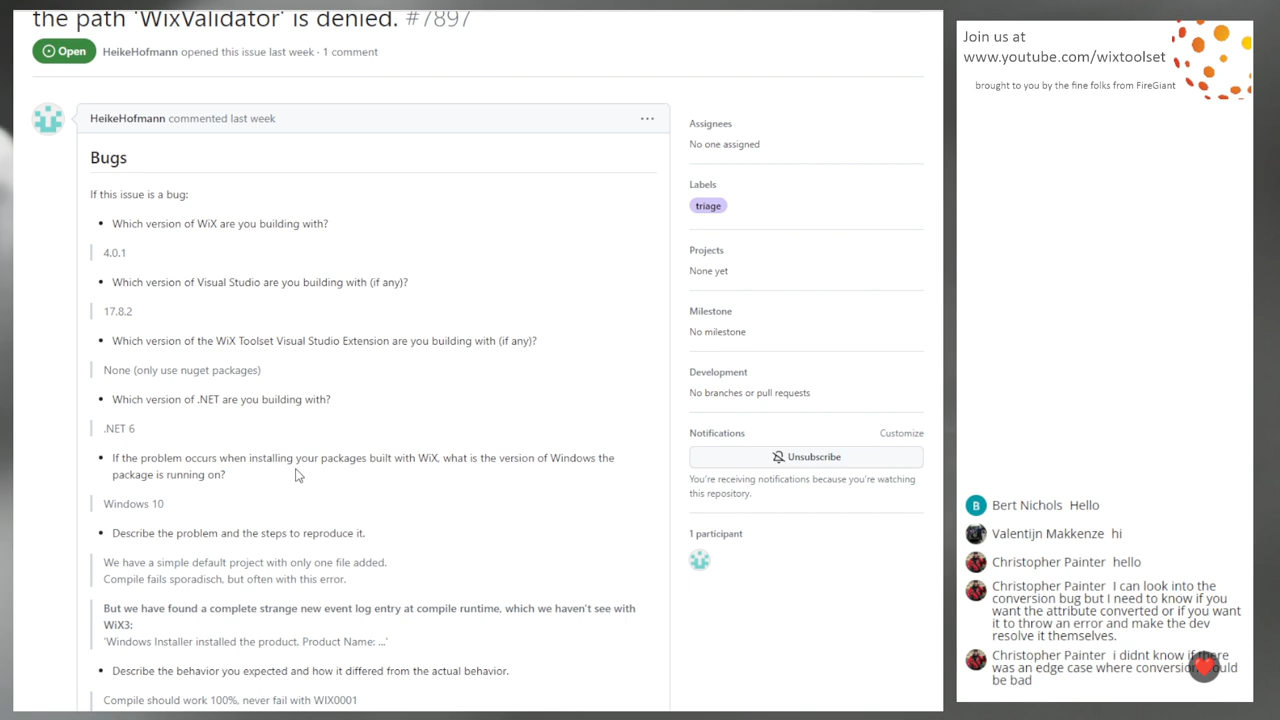 the path 'WixValidator' is denied. #7897
Open
HeikeHofmann opened this issue last week · 1 comment
HeikeHofmann commented last week
Bugs
If this issue is a bug:
• Which version of WiX are you building with?
4.0.1
• Which version of Visual Studio are you building with (if any)?
17.8.2
• Which version of the WiX Toolset Visual Studio Extension are you building with (if any)?
None (only use nuget packages)
• Which version of .NET are you building with?
.NET 6
• If the problem occurs when installing your packages built with WiX, what is the version of Windows the
package is running on?
Windows 10
• Describe the problem and the steps to reproduce it.
We have a simple default project with only one file added.
Compile fails sporadisch, but often with this error.
But we have found a complete strange new event log entry at compile runtime, which we haven't see with
WiX3:
'Windows Installer installed the product. Product Name: ...'
• Describe the behavior you expected and how it differed from the actual behavior.
Compile should work 100%, never fail with WIX0001
Assignees
No one assigned
Labels
triage
Projects
None yet
Milestone
No milestone
Development
No branches or pull requests
Notifications
Customize
Unsubscribe
You're receiving notifications because you're watching
this repository.
1 participant
Join us at
www.youtube.com/wixtoolset
brought to you by the fine folks from FireGiant
B
Bert Nichols Hello
Valentijn Makkenze hi
Christopher Painter hello
Christopher Painter I can look into the
conversion bug but I need to know if you
want the attribute converted or if you want
it to throw an error and make the dev
resolve it themselves.
Christopher Painter i didnt know if there
was an edge case where
be bad